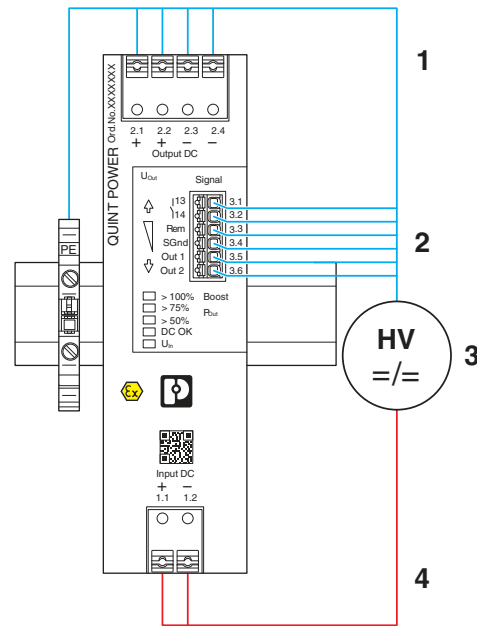 1
QUINT POWER
Ord.No.XXXXXXXX
2.1 2.2 2.3 2.4
+ + − −
Output DC
UOut
Signal
13 3.1
14 3.2
Rem 3.3
SGnd 3.4
Out 1 3.5
Out 2 3.6
2
PE
> 100% Boost
> 75%
POut
> 50%
DC OK
UIn
HV
=/=
3
Ex
Input DC
+ −
1.1 1.2
4